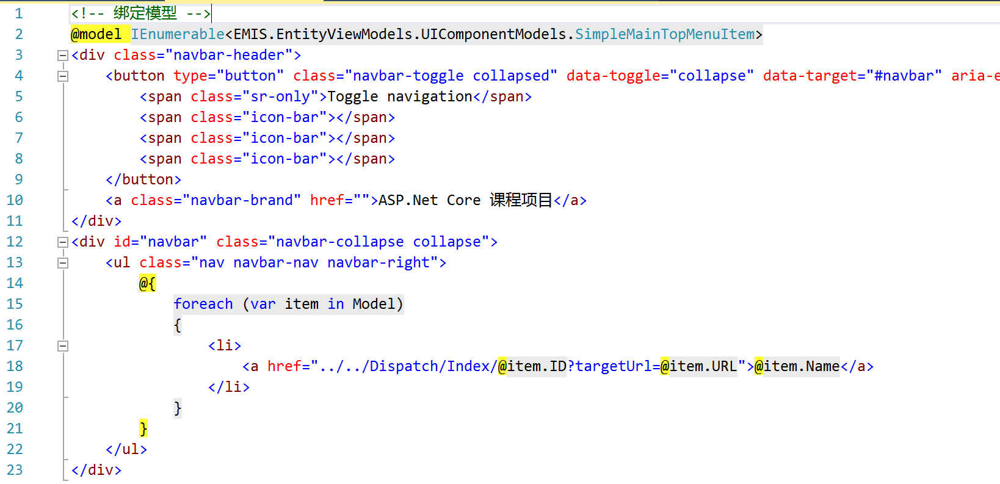 1 <!-- 绑定模型 -->
2 @model IEnumerable<EMIS.EntityViewModels.UIComponentModels.SimpleMainTopMenuItem>
3 <div class="navbar-header">
4 <button type="button" class="navbar-toggle collapsed" data-toggle="collapse" data-target="#navbar" aria-e
5 <span class="sr-only">Toggle navigation</span>
6 <span class="icon-bar"></span>
7 <span class="icon-bar"></span>
8 <span class="icon-bar"></span>
9 </button>
10 <a class="navbar-brand" href="">ASP.Net Core 课程项目</a>
11 </div>
12 <div id="navbar" class="navbar-collapse collapse">
13 <ul class="nav navbar-nav navbar-right">
14 @{
15 foreach (var item in Model)
16 {
17 <li>
18 <a href="../../Dispatch/Index/@item.ID?targetUrl=@item.URL">@item.Name</a>
19 </li>
20 }
21 }
22 </ul>
23 </div>